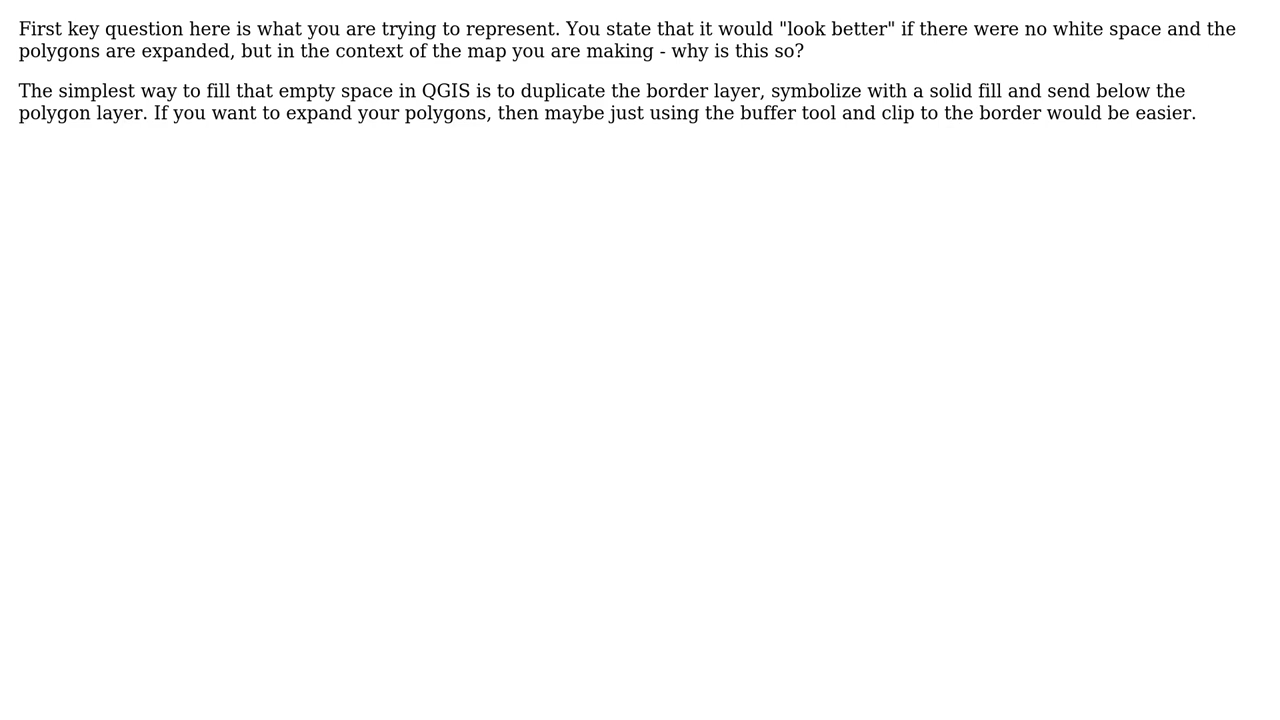 First key question here is what you are trying to represent. You state that it would "look better" if there were no white space and the
polygons are expanded, but in the context of the map you are making - why is this so?
The simplest way to fill that empty space in QGIS is to duplicate the border layer, symbolize with a solid fill and send below the
polygon layer. If you want to expand your polygons, then maybe just using the buffer tool and clip to the border would be easier.